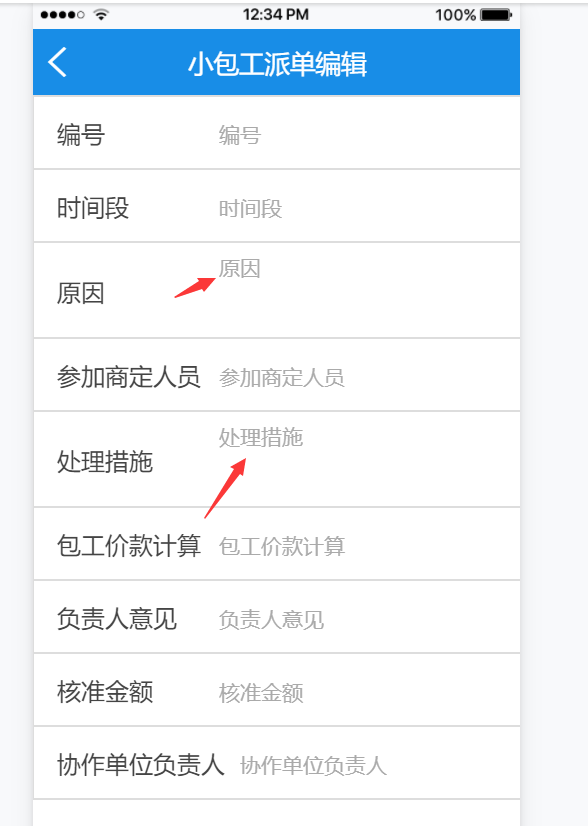 12:34 PM 100%
小包工派单编辑
编号 编号
时间段 时间段
原因 原因
参加商定人员 参加商定人员
处理措施 处理措施
包工价款计算 包工价款计算
负责人意见 负责人意见
核准金额 核准金额
协作单位负责人 协作单位负责人